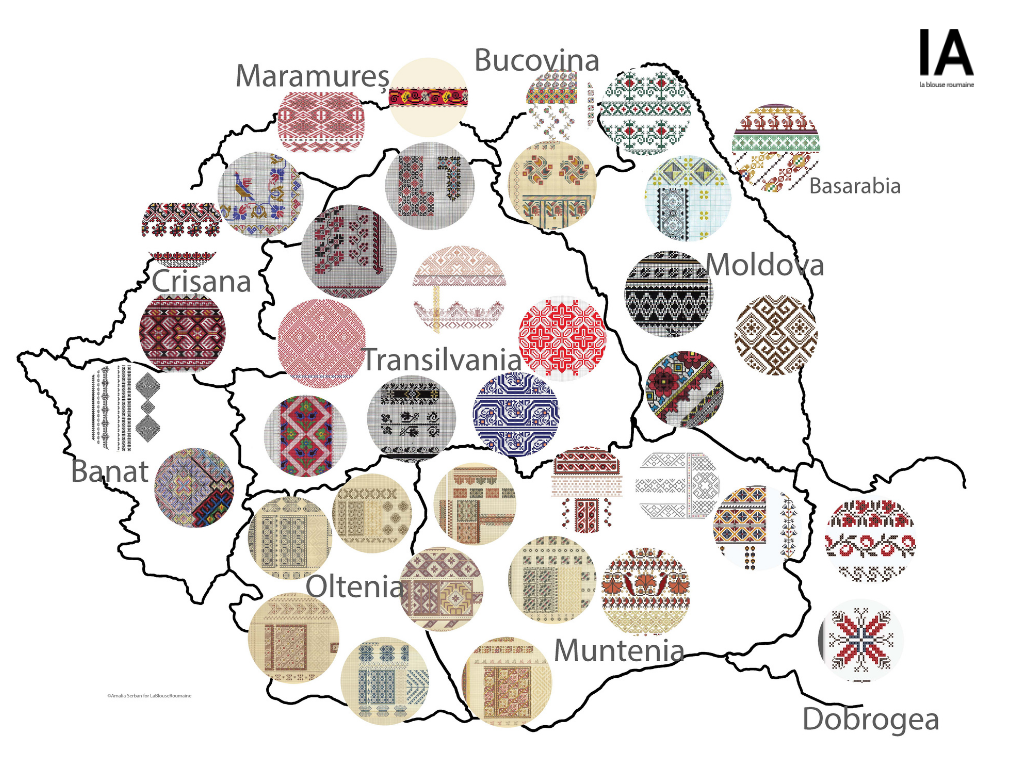 Bucovina
IA
la blouse roumaine
Maramureș
Basarabia
Moldova
Crisana
Transilvania
Banat
Oltenia
Muntenia
©Amalia Serban for LaBlouseRoumaine
Dobrogea